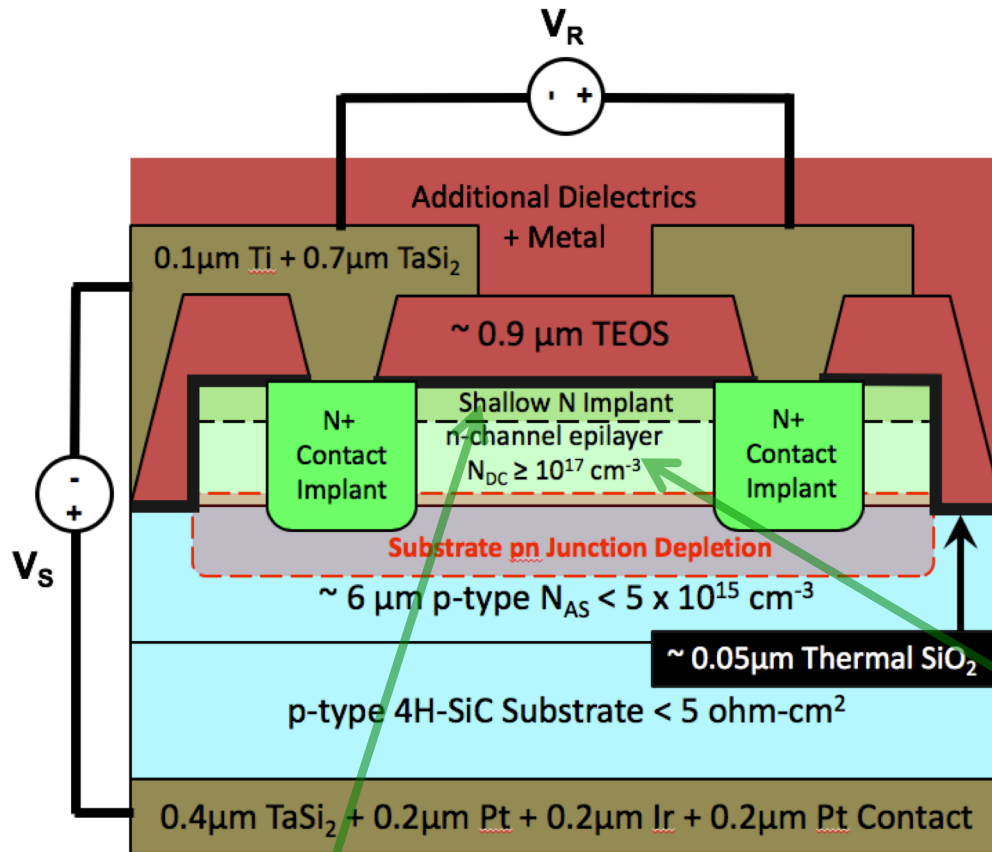 V_R
- +
Additional Dielectrics
+ Metal
0.1µm Ti + 0.7µm TaSi₂
~ 0.9 µm TEOS
N+
Contact
Implant
Shallow N Implant
n-channel epilayer
N_DC ≥ 10¹⁷ cm⁻³
N+
Contact
Implant
-
+
V_S
Substrate pn Junction Depletion
~ 6 µm p-type N_AS < 5 x 10¹⁵ cm⁻³
~ 0.05µm Thermal SiO₂
p-type 4H-SiC Substrate < 5 ohm-cm²
0.4µm TaSi₂ + 0.2µm Pt + 0.2µm Ir + 0.2µm Pt Contact